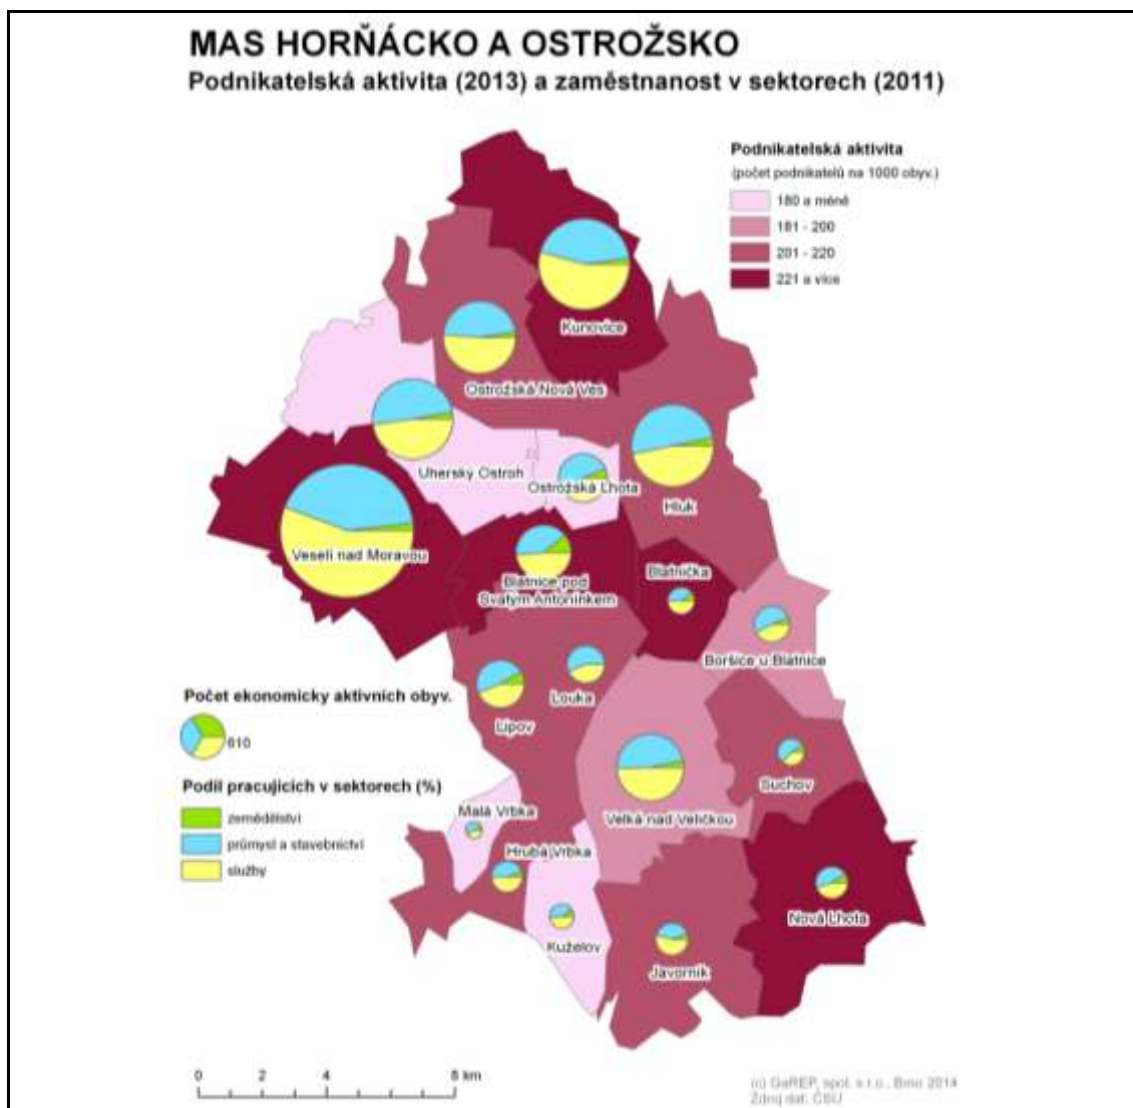 MAS HORŇÁCKO A OSTROŽSKO
Podnikatelská aktivita (2013) a zaměstnanost v sektorech (2011)
Podnikatelská aktivita
(počet podnikatelů na 1000 obyv.)
180 a méně
181 - 200
201 - 220
221 a více
Kunovice
Ostrožská Nová Ves
Uherský Ostroh
Ostrožská Lhota
Hluk
Veselí nad Moravou
Blatnice pod
Svatým Antonínkem
Blatnička
Boršice u Blatnice
Louka
Lipov
Suchov
Velká nad Veličkou
Malá Vrbka
Hrubá Vrbka
Nová Lhota
Kuželov
Javorník
Počet ekonomicky aktivních obyv.
610
Podíl pracujících v sektorech (%)
zemědělství
průmysl a stavebnictví
služby
0 2 4 8 km
(c) GaREP, spol. s r.o., Brno 2014
Zdroj dat: ČSÚ